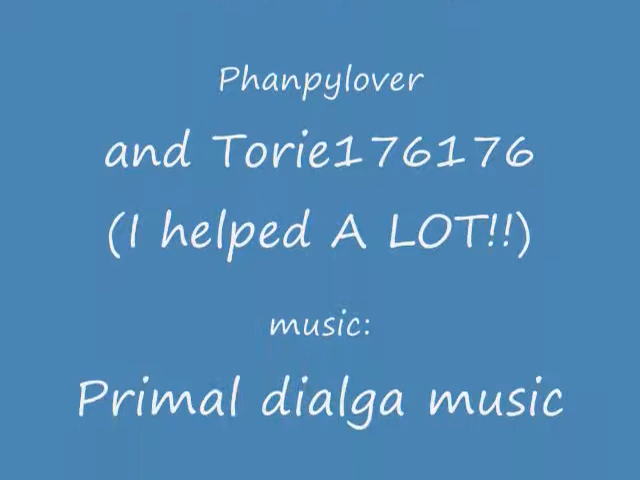 Phanpylover
and Torie176176
(I helped A LOT!!)
music:
Primal dialga music